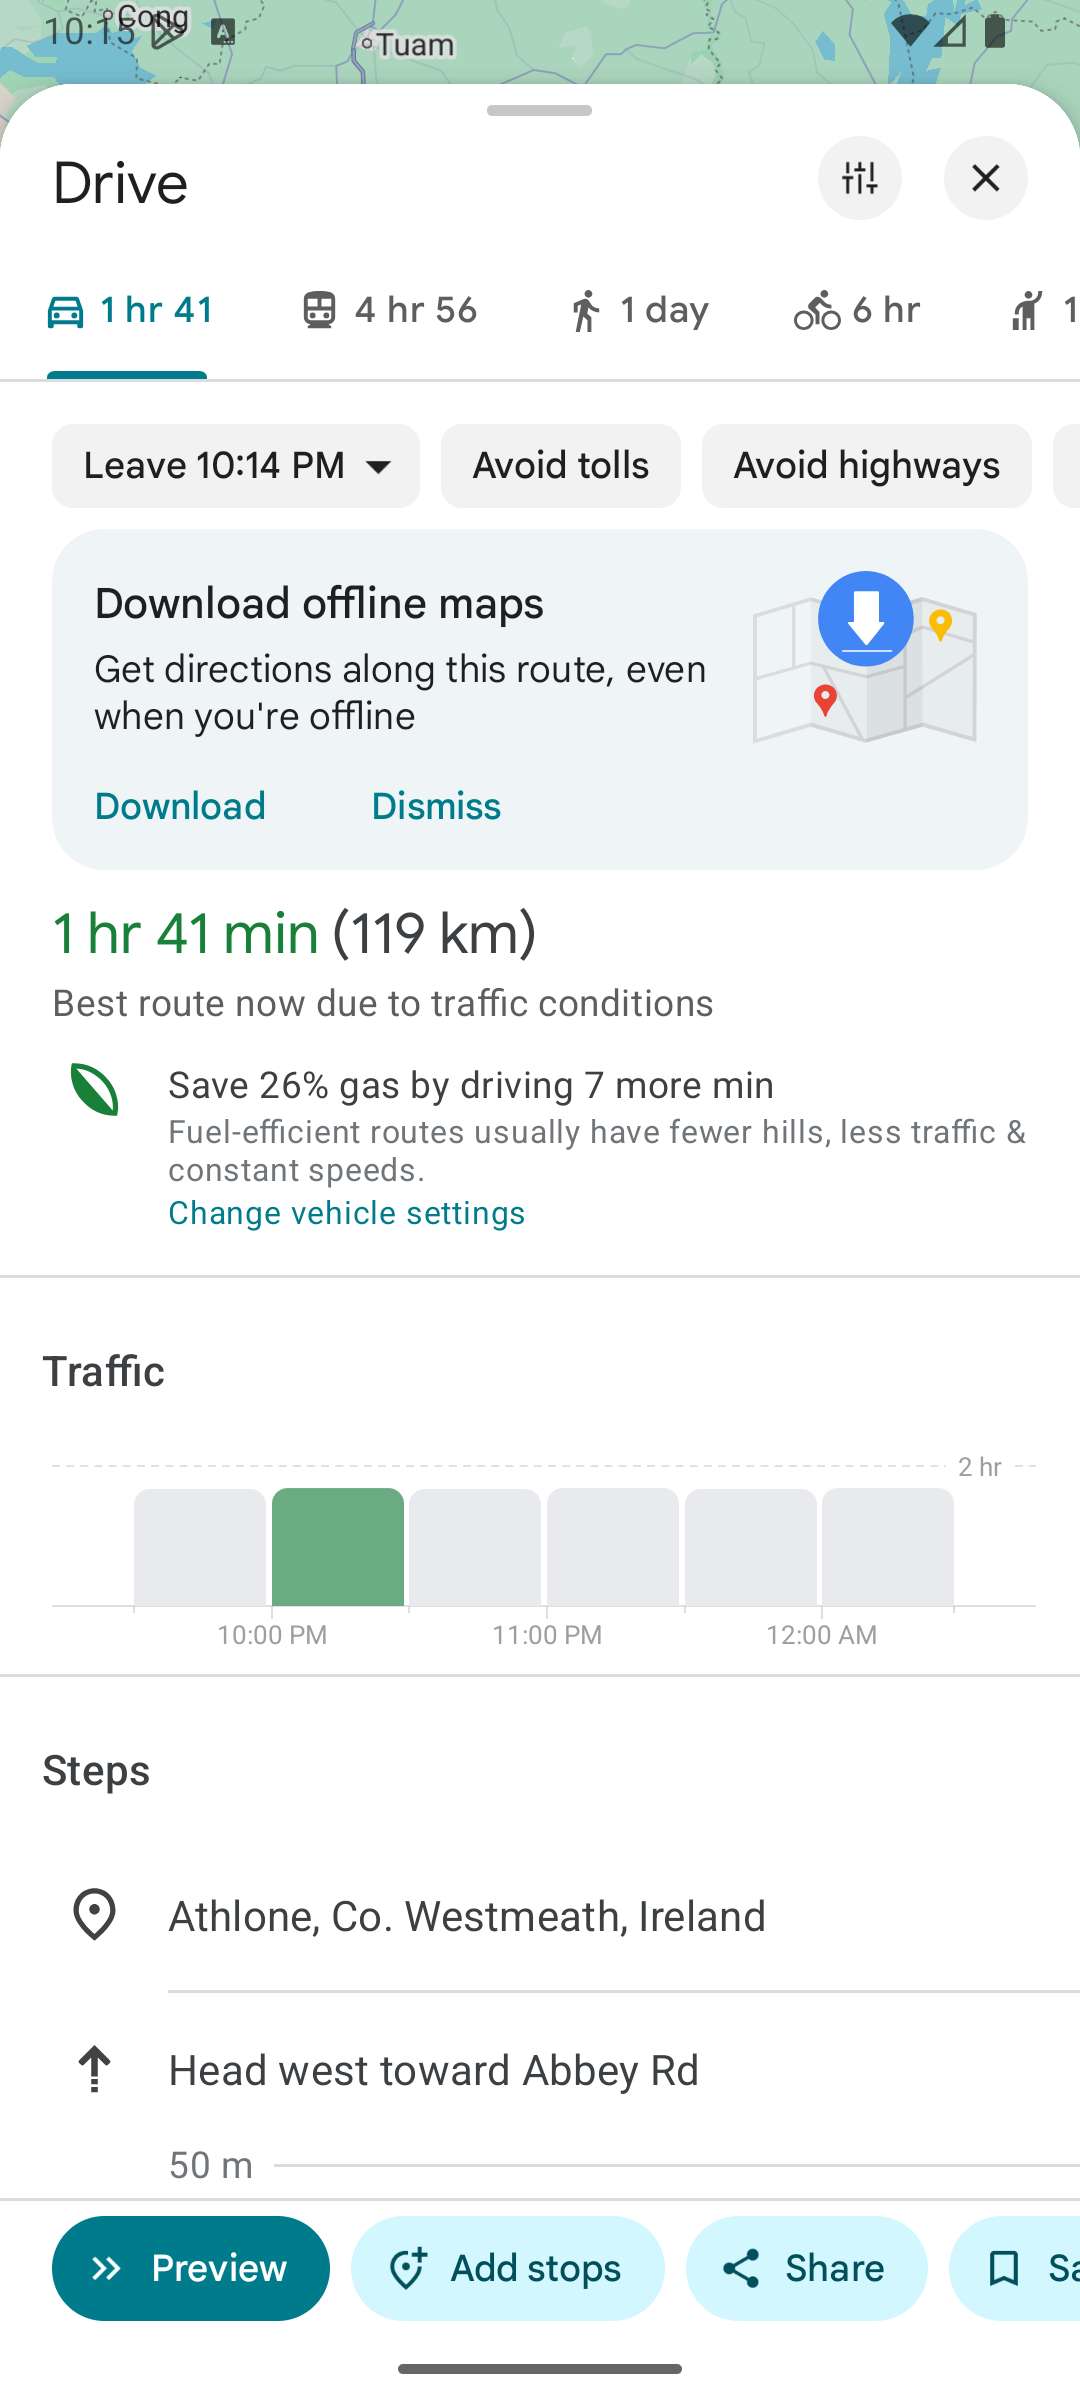 Cong
10:15
Tuam
Drive
1 hr 41
4 hr 56
1 day
6 hr
1
Leave 10:14 PM
Avoid tolls
Avoid highways
Download offline maps
Get directions along this route, even
when you're offline
Download
Dismiss
1 hr 41 min (119 km)
Best route now due to traffic conditions
Save 26% gas by driving 7 more min
Fuel-efficient routes usually have fewer hills, less traffic &
constant speeds.
Change vehicle settings
Traffic
2 hr
10:00 PM
11:00 PM
12:00 AM
Steps
Athlone, Co. Westmeath, Ireland
Head west toward Abbey Rd
50 m
Preview
Add stops
Share
Sa